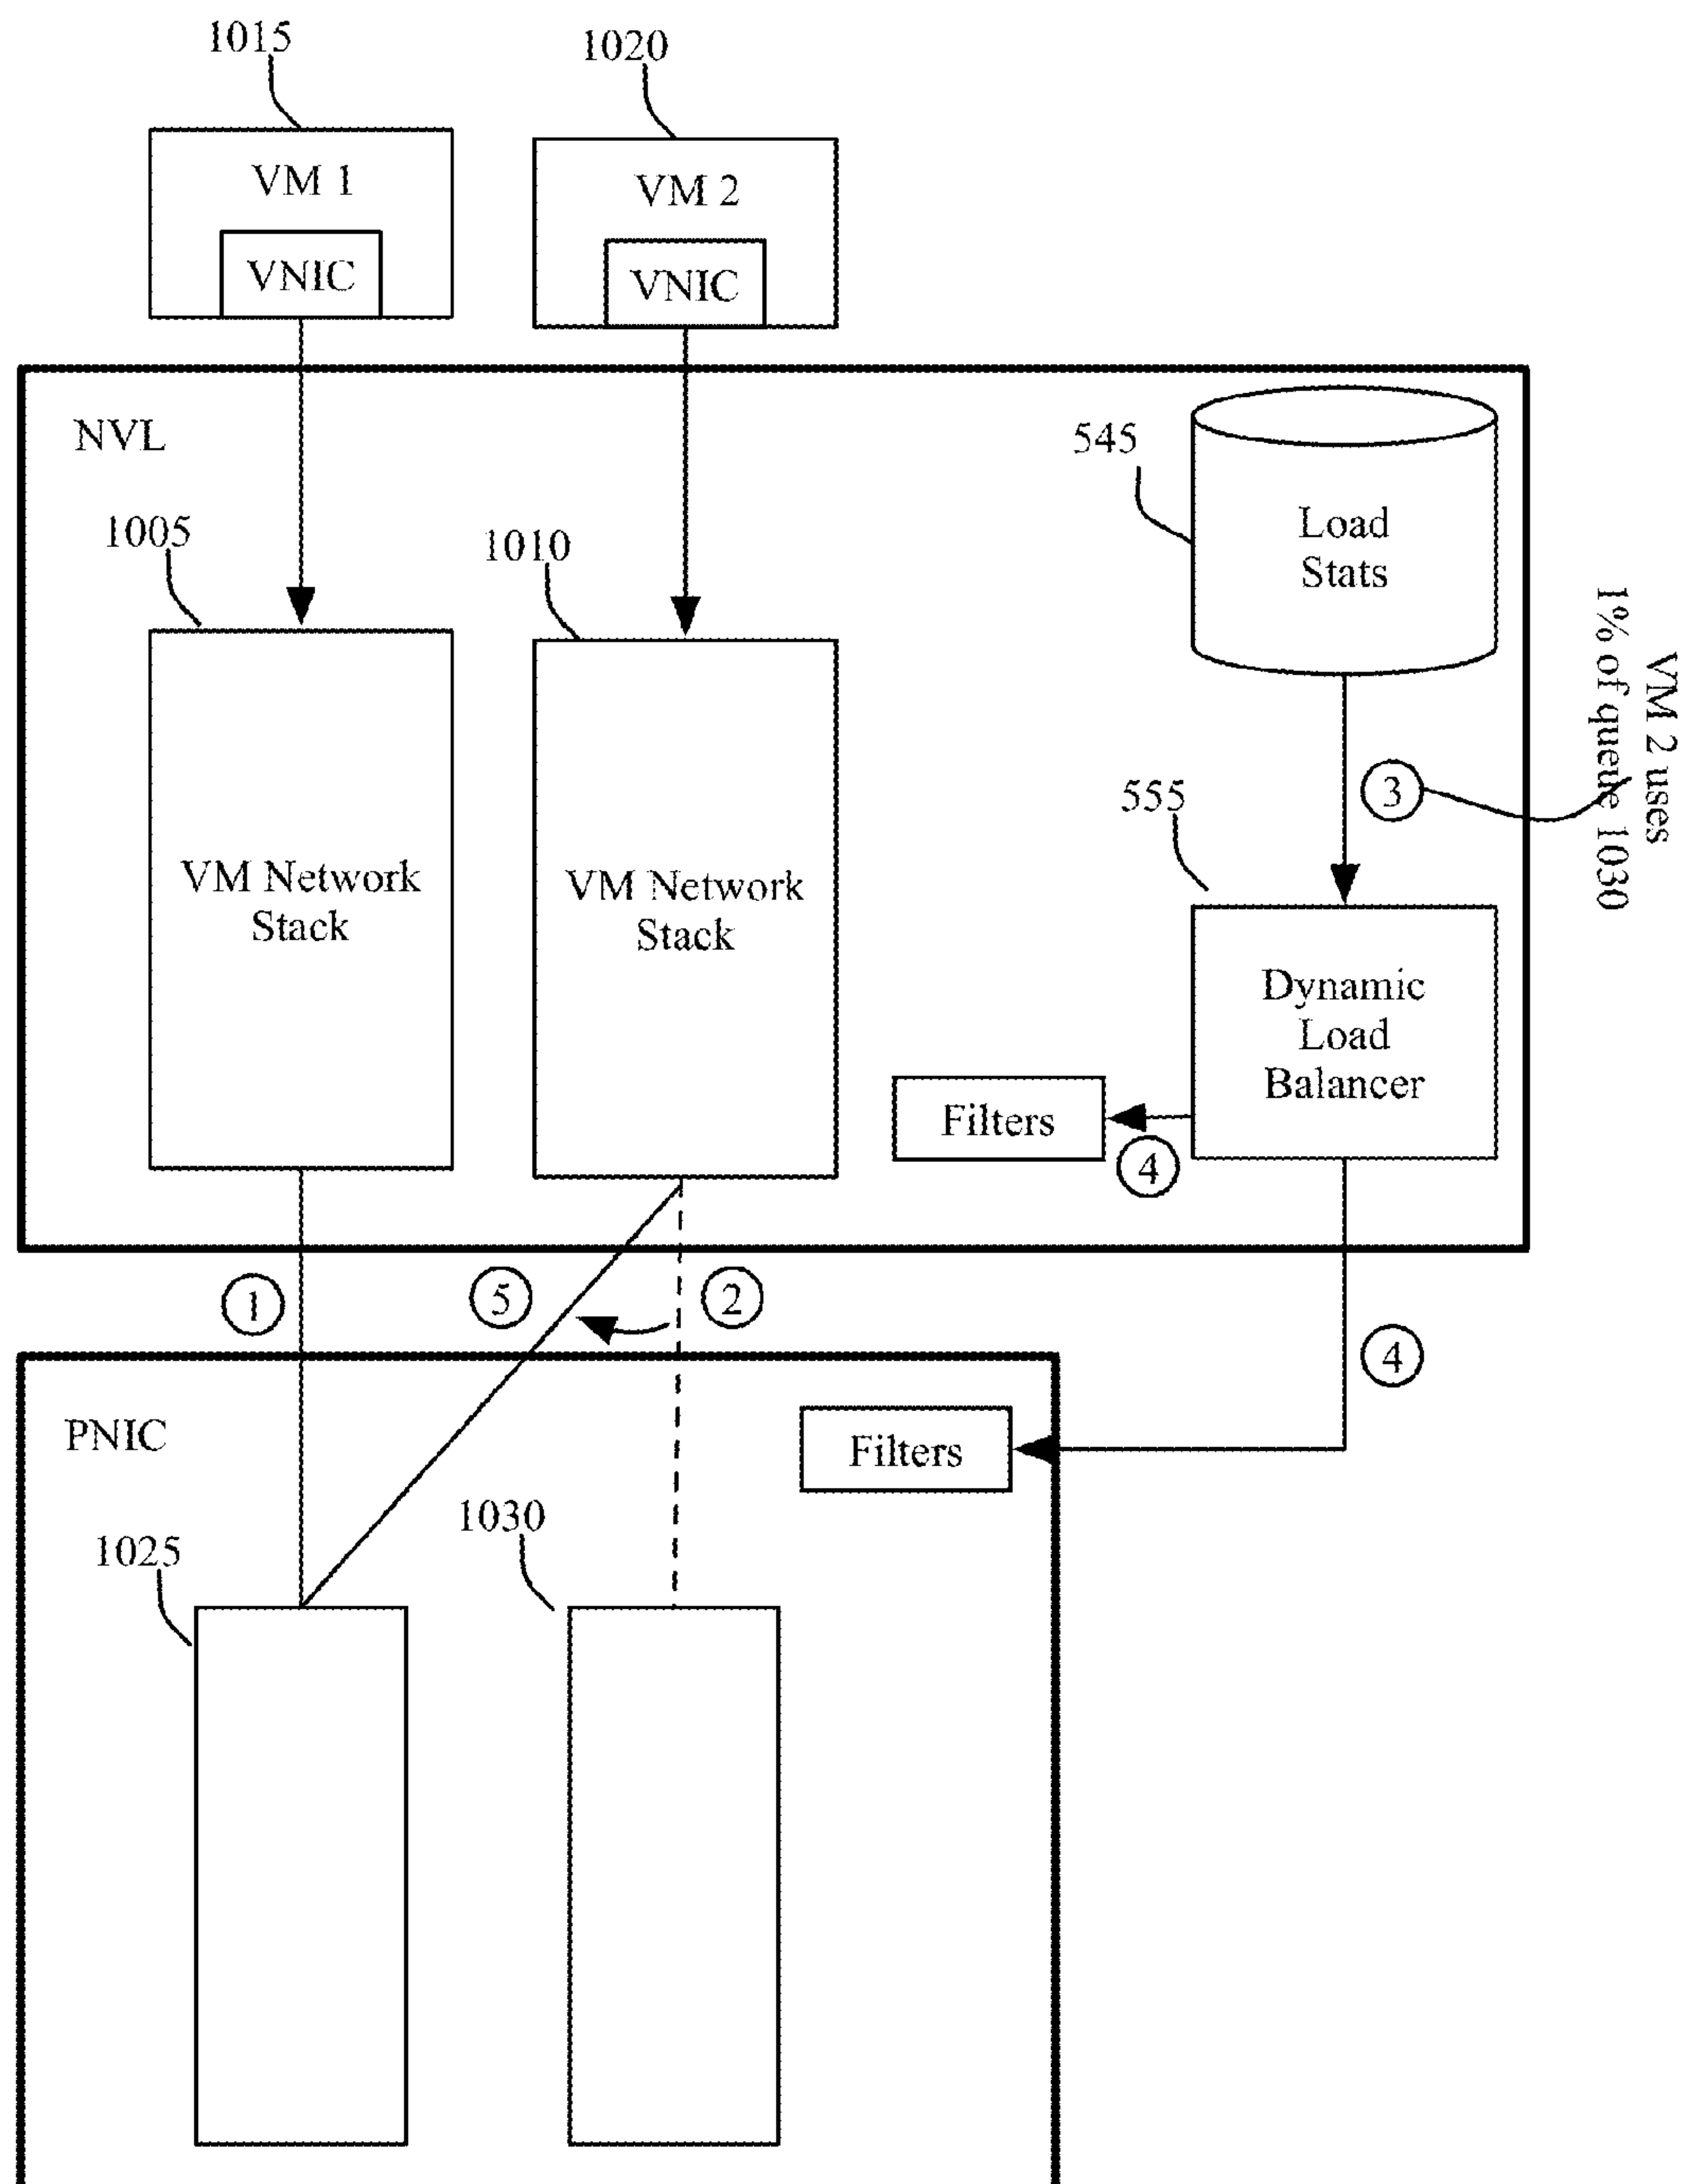 1015
1020
VM 1
VM 2
VNIC
VNIC
NVL
545
Load
Stats
1005
1010
VM 2 uses
1% of queue 1030
3
555
VM Network
Stack
VM Network
Stack
Dynamic
Load
Balancer
Filters
4
1
5
2
4
PNIC
Filters
1025
1030